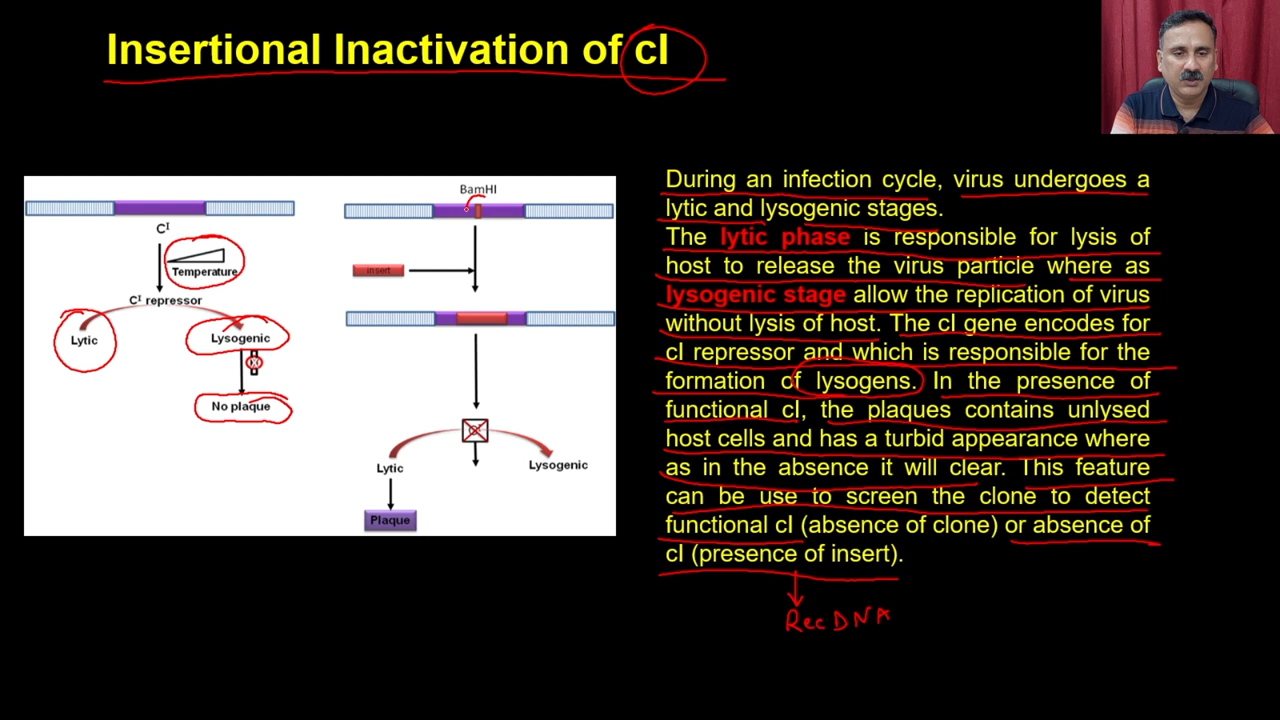 Insertional Inactivation of cI
BamHI
C^I
Temperature
C^I repressor
Lytic
Lysogenic
No plaque
insert
Lytic
Lysogenic
Plaque
During an infection cycle, virus undergoes a
lytic and lysogenic stages.
The lytic phase is responsible for lysis of
host to release the virus particle where as
lysogenic stage allow the replication of virus
without lysis of host. The cI gene encodes for
cI repressor and which is responsible for the
formation of lysogens. In the presence of
functional cI, the plaques contains unlysed
host cells and has a turbid appearance where
as in the absence it will clear. This feature
can be use to screen the clone to detect
functional cI (absence of clone) or absence of
cI (presence of insert).
Rec DNA